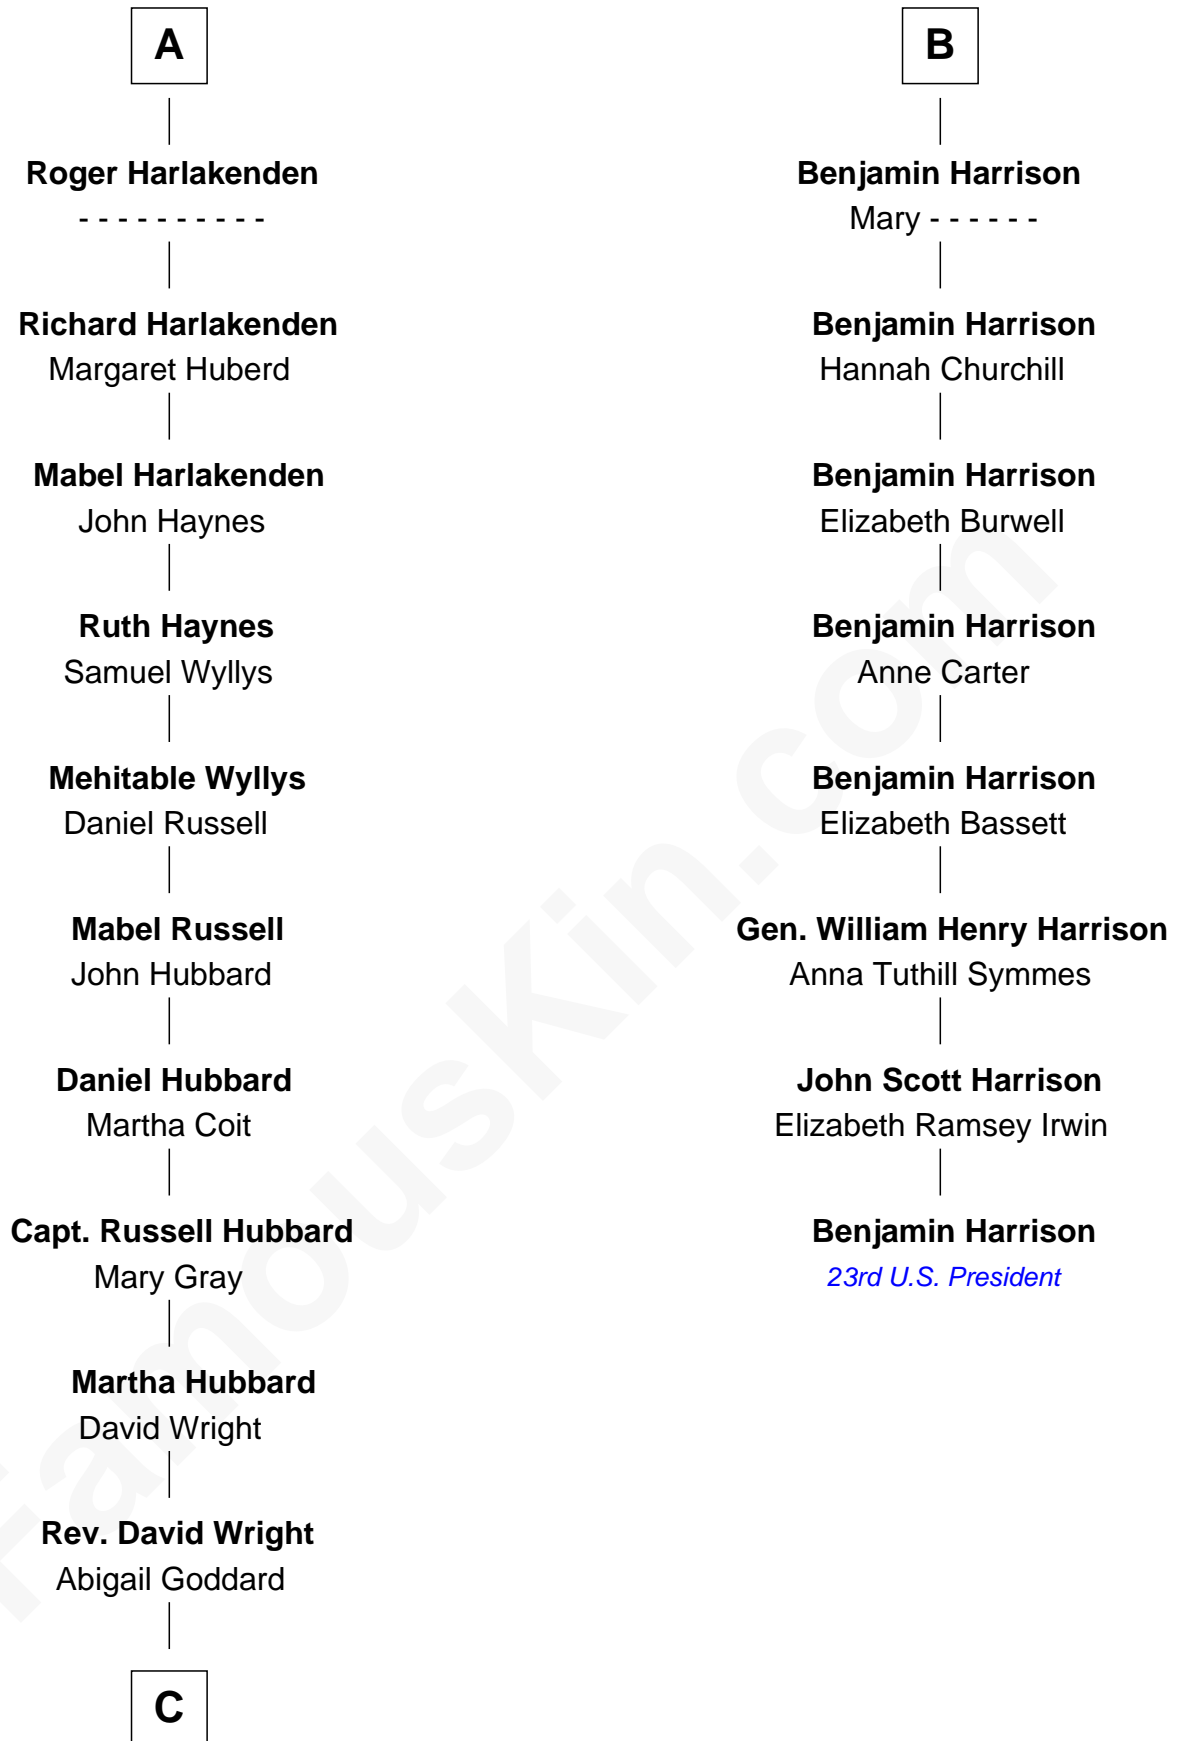 A
Roger Harlakenden
- - - - - - - - - -
Richard Harlakenden
Margaret Huberd
Mabel Harlakenden
John Haynes
Ruth Haynes
Samuel Wyllys
Mehitable Wyllys
Daniel Russell
Mabel Russell
John Hubbard
Daniel Hubbard
Martha Coit
Capt. Russell Hubbard
Mary Gray
Martha Hubbard
David Wright
Rev. David Wright
Abigail Goddard
C
B
Benjamin Harrison
Mary - - - - - -
Benjamin Harrison
Hannah Churchill
Benjamin Harrison
Elizabeth Burwell
Benjamin Harrison
Anne Carter
Benjamin Harrison
Elizabeth Bassett
Gen. William Henry Harrison
Anna Tuthill Symmes
John Scott Harrison
Elizabeth Ramsey Irwin
Benjamin Harrison
23rd U.S. President
FamousKin.com